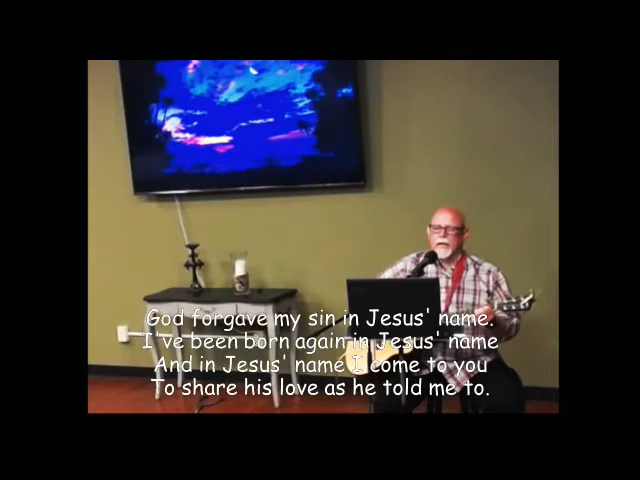 God forgave my sin in Jesus' name.
I've been born again in Jesus' name
And in Jesus' name I come to you
To share his love as he told me to.